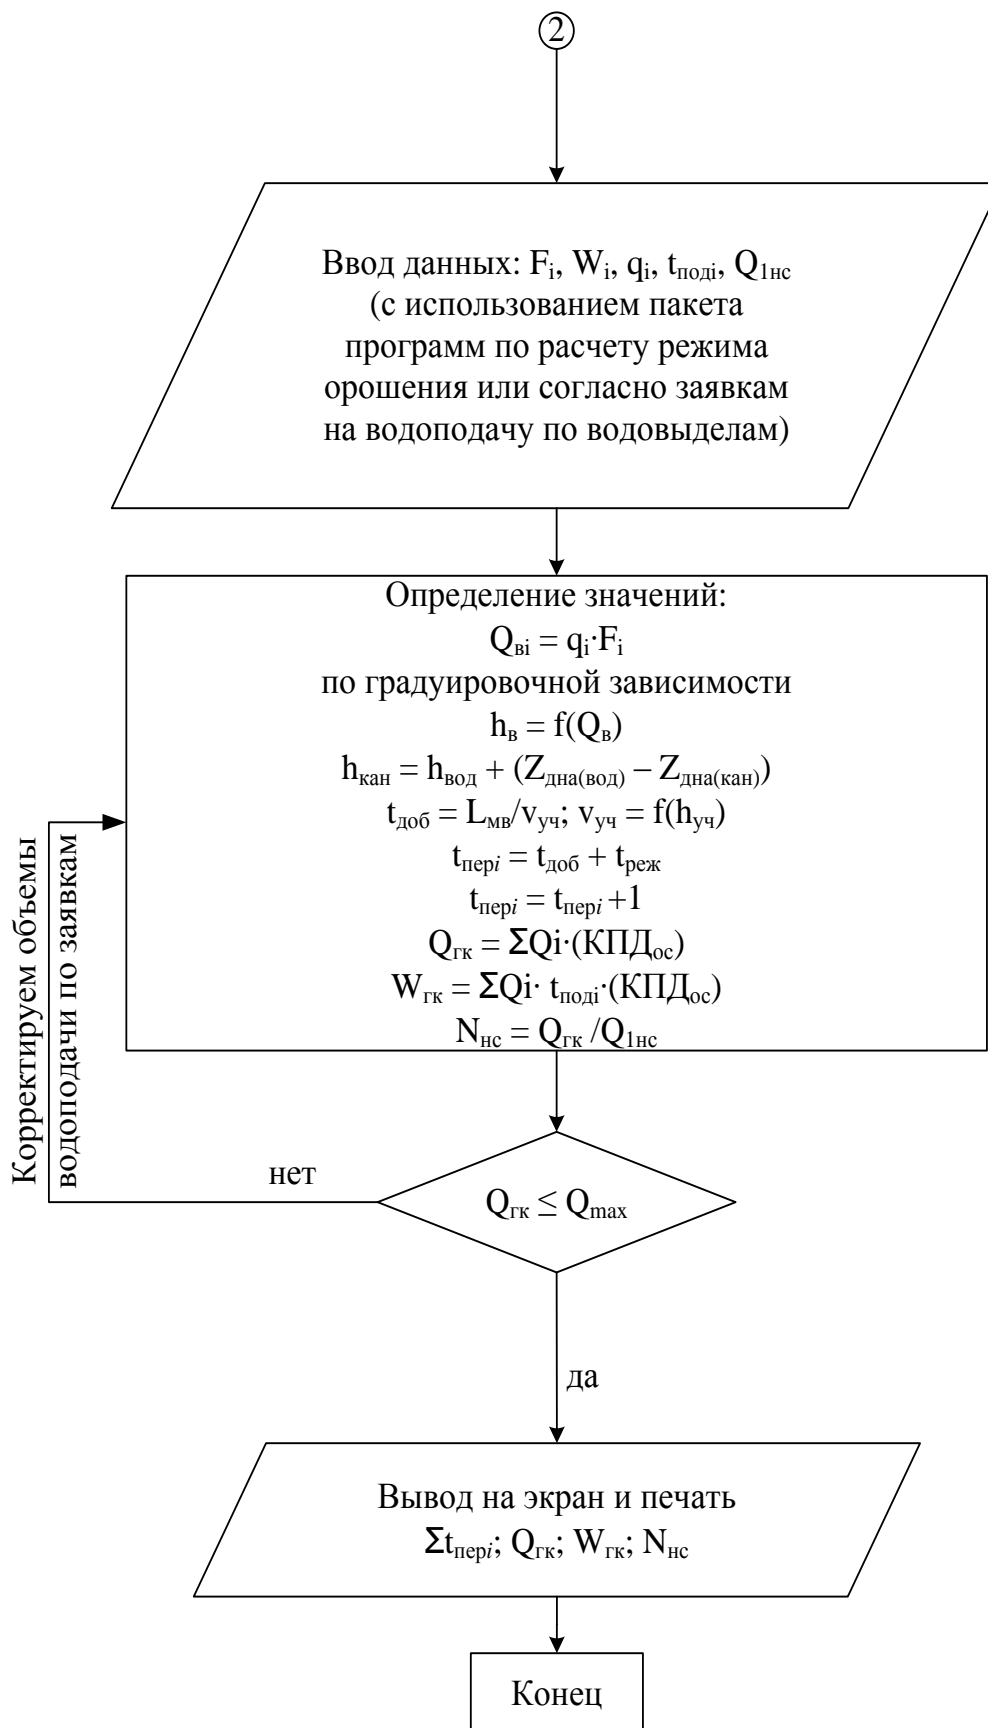 2
Ввод данных: Fᵢ, Wᵢ, qᵢ, tподi, Q1нс
(с использованием пакета
программ по расчету режима
орошения или согласно заявкам
на водоподачу по водовыделам)
Определение значений:
Qвi = qi·Fi
по градуировочной зависимости
hв = f(Qв)
hкан = hвод + (Zдна(вод) – Zдна(кан))
tдоб = Lмв/vуч; vуч = f(hуч)
tперi = tдоб + tреж
tперi = tперi +1
Qгк = ΣQi·(КПДос)
Wгк = ΣQi· tподi·(КПДос)
Nнс = Qгк /Q1нс
Корректируем объемы
водоподачи по заявкам
нет
Qгк ≤ Qmax
да
Вывод на экран и печать
Σtперi; Qгк; Wгк; Nнс
Конец